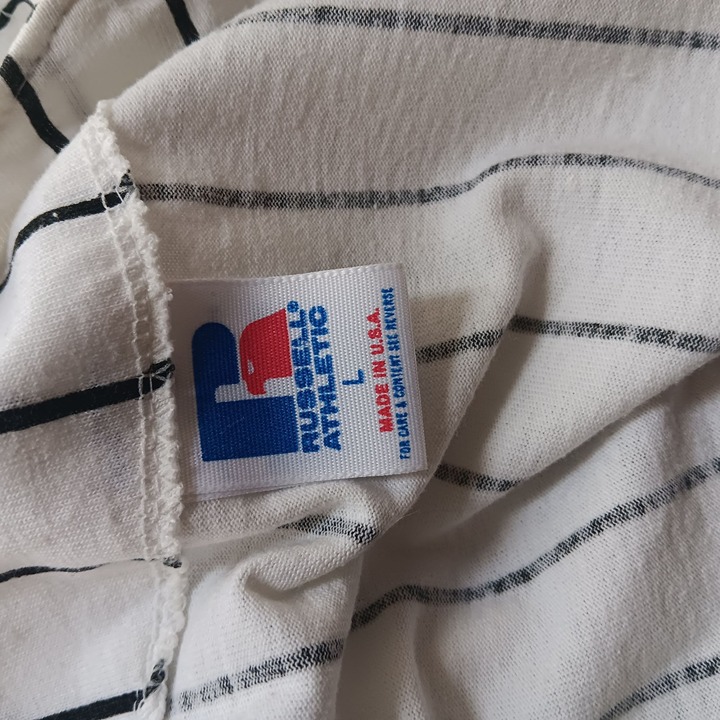 RUSSELL®
ATHLETIC
L
MADE IN U.S.A.
FOR CARE & CONTENT SEE REVERSE